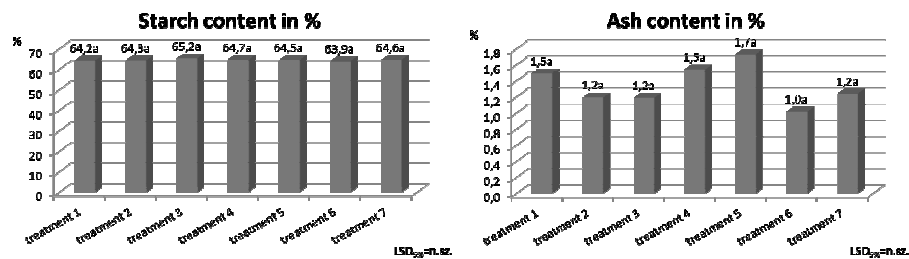 Starch content in %
%
64,2a 64,3a 65,2a 64,7a 64,5a 63,9a 64,6a
70
60
50
40
30
20
10
0
treatment 1 treatment 2 treatment 3 treatment 4 treatment 5 treatment 6 treatment 7
LSD5%=n.sz.
Ash content in %
%
1,5a 1,2a 1,2a 1,5a 1,7a 1,0a 1,2a
1,8
1,6
1,4
1,2
1,0
0,8
0,6
0,4
0,2
0,0
treatment 1 treatment 2 treatment 3 treatment 4 treatment 5 treatment 6 treatment 7
LSD5%=n.sz.